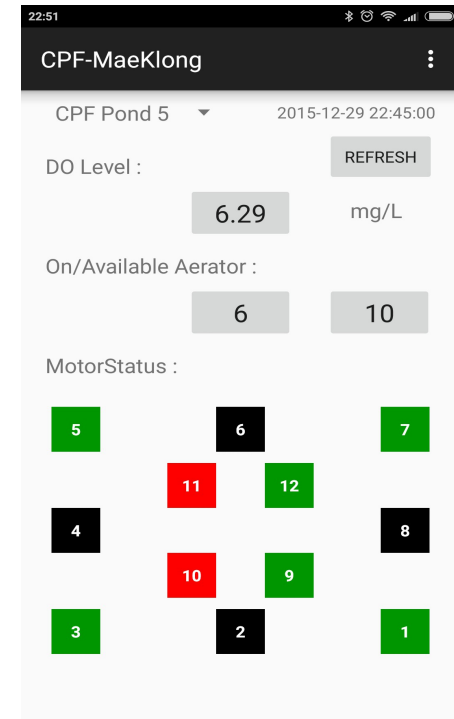 22:51
CPF-MaeKlong
CPF Pond 5 2015-12-29 22:45:00
DO Level : REFRESH
6.29 mg/L
On/Available Aerator :
6 10
MotorStatus :
5 6 7
11 12
4 8
10 9
3 2 1